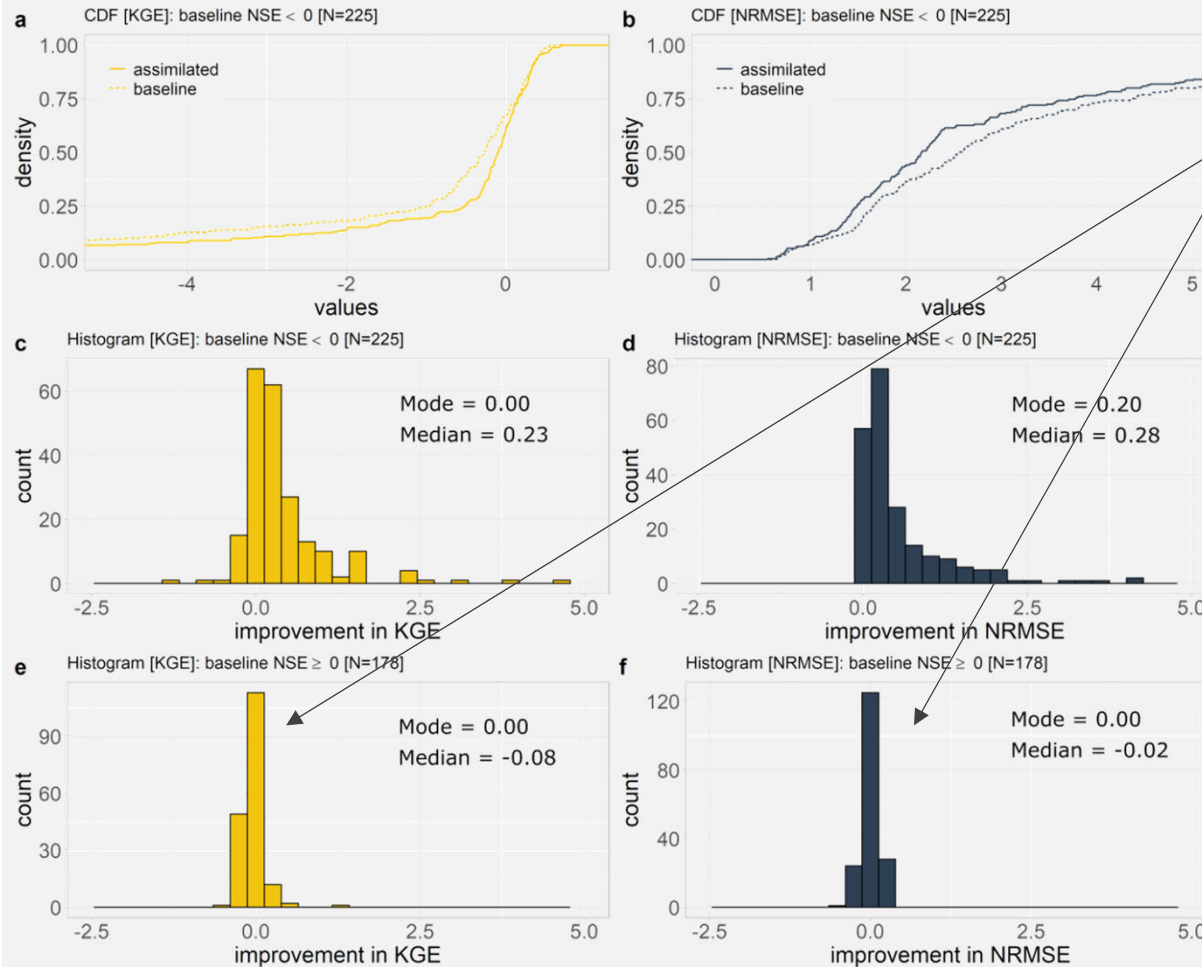 a CDF [KGE]: baseline NSE < 0 [N=225]
1.00
0.75
0.50
0.25
0.00
density
assimilated
baseline
-4
-2
0
values
b CDF [NRMSE]: baseline NSE < 0 [N=225]
1.00
0.75
0.50
0.25
0.00
density
assimilated
baseline
0
1
2
3
4
5
values
c Histogram [KGE]: baseline NSE < 0 [N=225]
60
40
20
0
count
Mode = 0.00
Median = 0.23
-2.5
0.0
2.5
5.0
improvement in KGE
d Histogram [NRMSE]: baseline NSE < 0 [N=225]
80
60
40
20
0
count
Mode = 0.20
Median = 0.28
-2.5
0.0
2.5
5.0
improvement in NRMSE
e Histogram [KGE]: baseline NSE ≥ 0 [N=178]
90
60
30
0
count
Mode = 0.00
Median = -0.08
-2.5
0.0
2.5
5.0
improvement in KGE
f Histogram [NRMSE]: baseline NSE ≥ 0 [N=178]
120
80
40
0
count
Mode = 0.00
Median = -0.02
-2.5
0.0
2.5
5.0
improvement in NRMSE